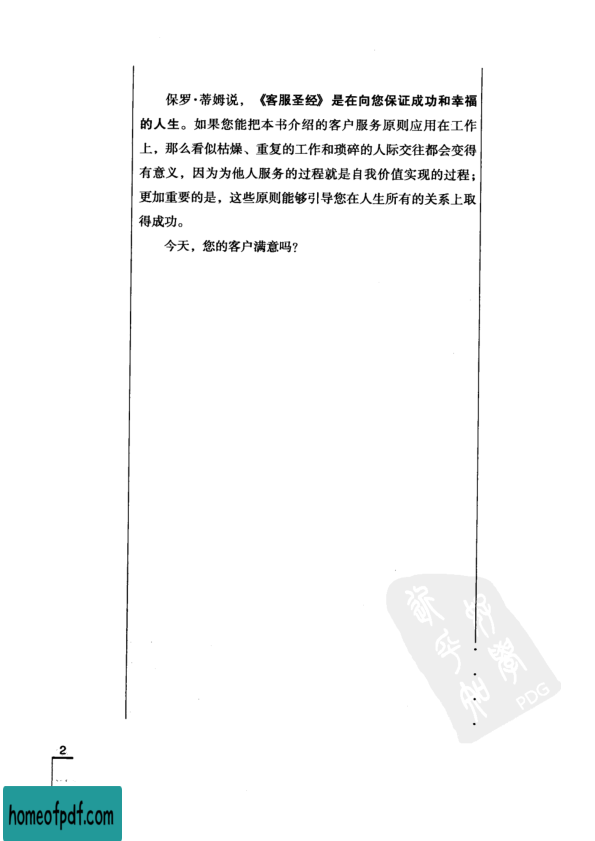 保罗·蒂姆说，《客服圣经》是在向您保证成功和幸福
的人生。如果您能把本书介绍的客户服务原则应用在工作
上，那么看似枯燥、重复的工作和琐碎的人际交往都会变得
有意义，因为为他人服务的过程就是自我价值实现的过程；
更加重要的是，这些原则能够引导您在人生所有的关系上取
得成功。
今天，您的客户满意吗？
PDG
2
homeofpdf.com